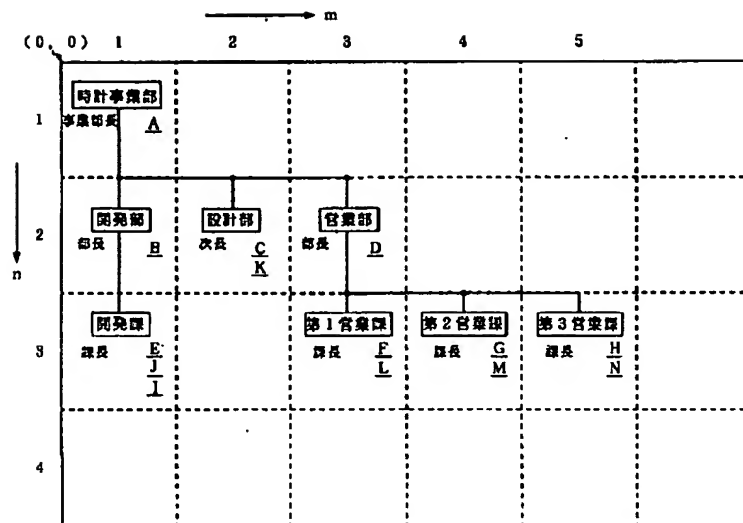 m
(0, 0) 1 2 3 4 5
1
時計事業部
事業部長 A
n
2
開発部 設計部 営業部
部長 B 次長 C 部長 D
K
3
開発課 第1営業課 第2営業課 第3営業課
課長 E 課長 F 課長 G 課長 H
J L M N
I
4